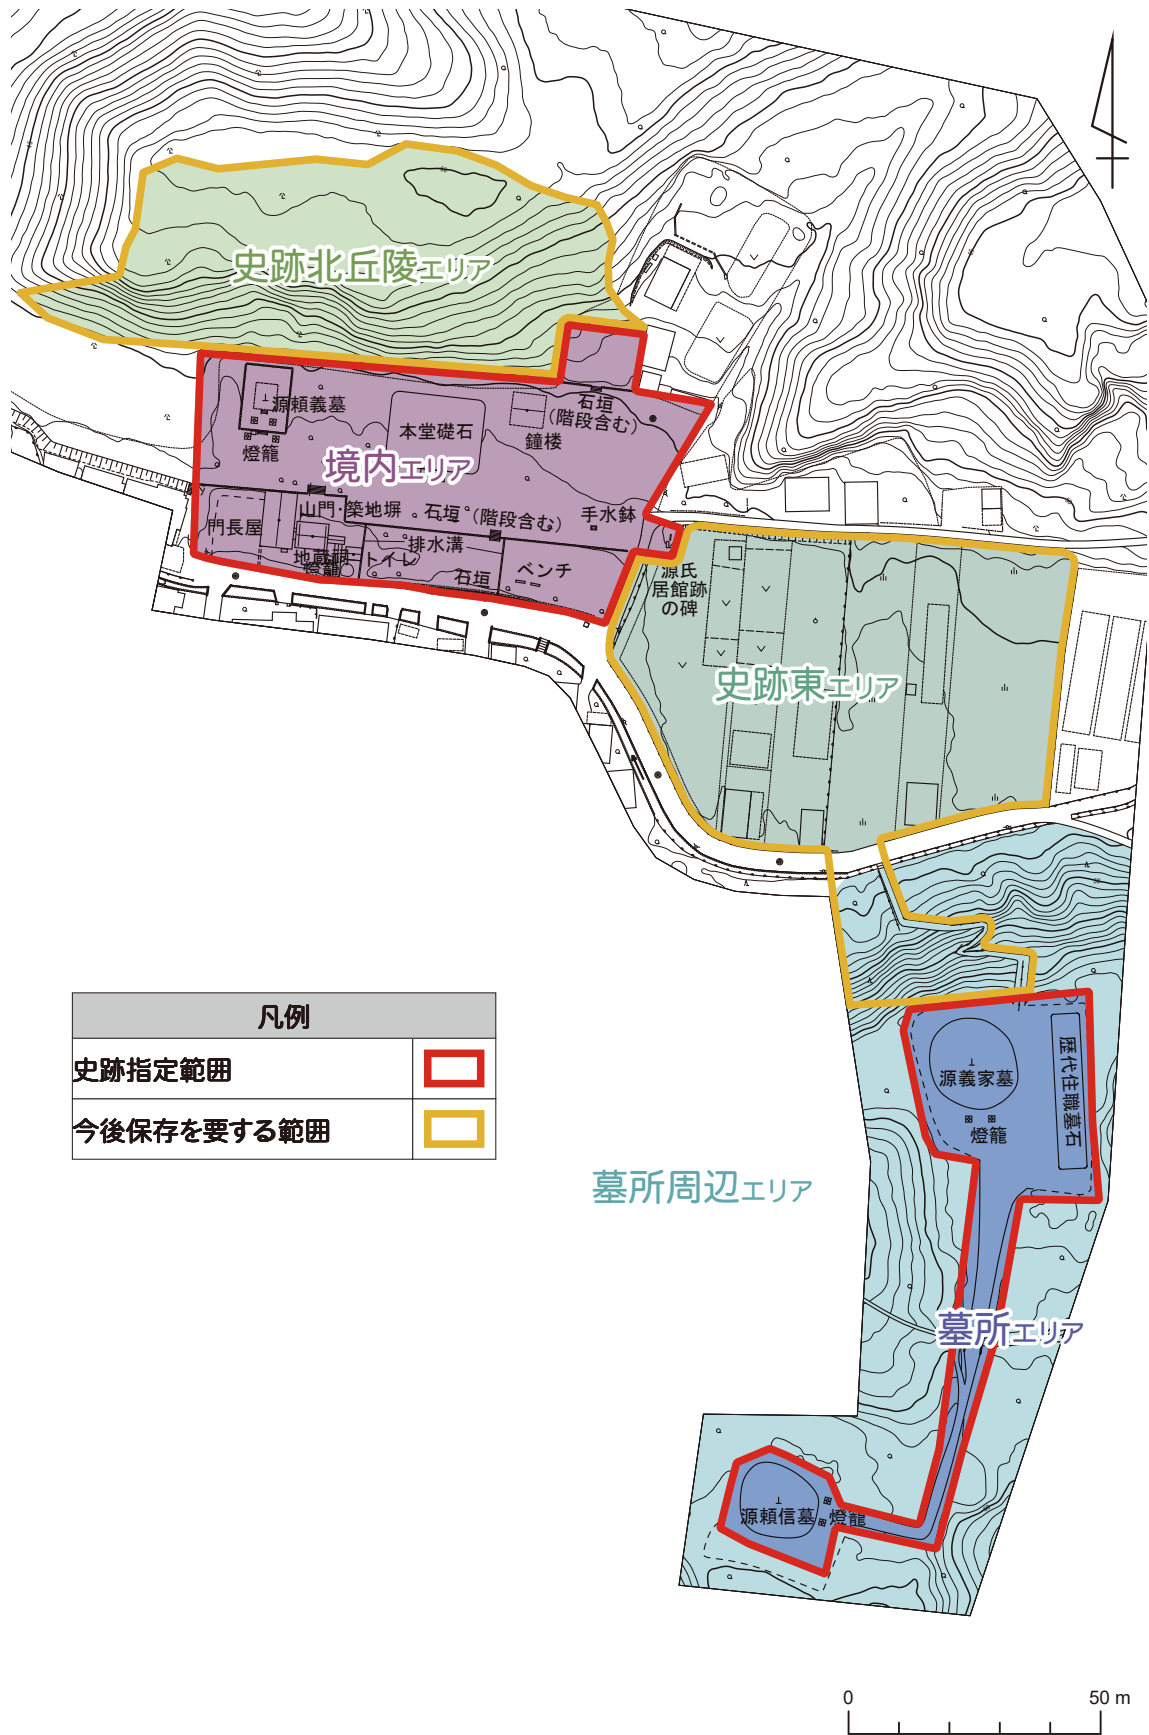 史跡北丘陵エリア
源頼義墓
燈籠
本堂礎石
石垣
(階段含む)
鐘楼
境内エリア
山門・築地塀
石垣(階段含む)
手水鉢
門長屋
排水溝
地蔵祠
トイレ
燈籠
石垣
ベンチ
源氏
居館跡
の碑
史跡東エリア
凡例
史跡指定範囲
今後保存を要する範囲
源義家墓
燈籠
歴代住職墓石
墓所周辺エリア
墓所エリア
源頼信墓
燈籠
0
50 m